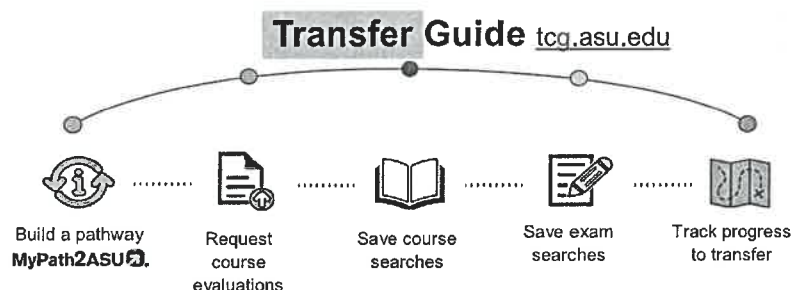 Transfer Guide tcg.asu.edu
Build a pathway
MyPath2ASU
Request
course
evaluations
Save course
searches
Save exam
searches
Track progress
to transfer